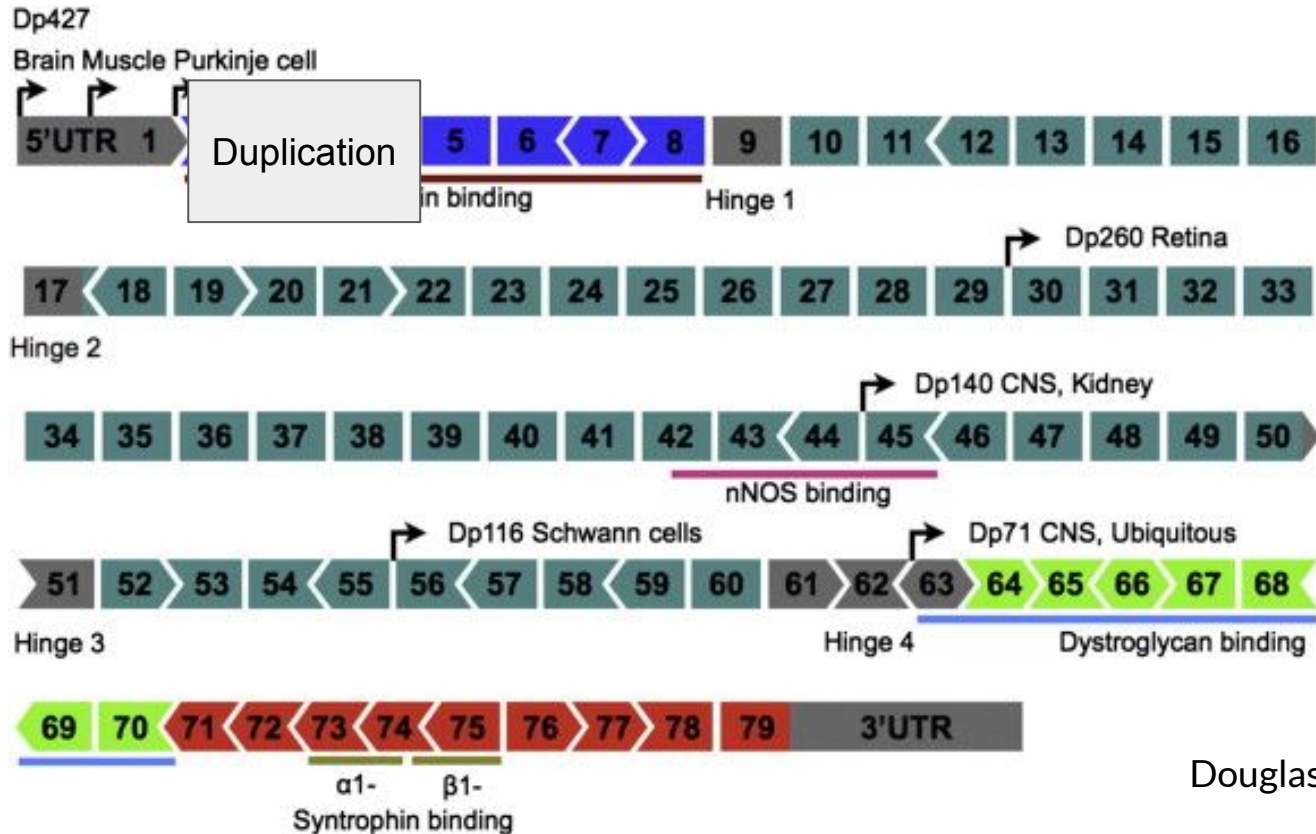 Dp427
Brain Muscle Purkinje cell
5'UTR 1 Duplication 5 6 7 8 9 10 11 12 13 14 15 16
in binding Hinge 1
Dp260 Retina
17 18 19 20 21 22 23 24 25 26 27 28 29 30 31 32 33
Hinge 2
Dp140 CNS, Kidney
34 35 36 37 38 39 40 41 42 43 44 45 46 47 48 49 50
nNOS binding
Dp116 Schwann cells Dp71 CNS, Ubiquitous
51 52 53 54 55 56 57 58 59 60 61 62 63 64 65 66 67 68
Hinge 3 Hinge 4 Dystroglycan binding
69 70 71 72 73 74 75 76 77 78 79 3'UTR
α1- β1-
Syntrophin binding
Douglas